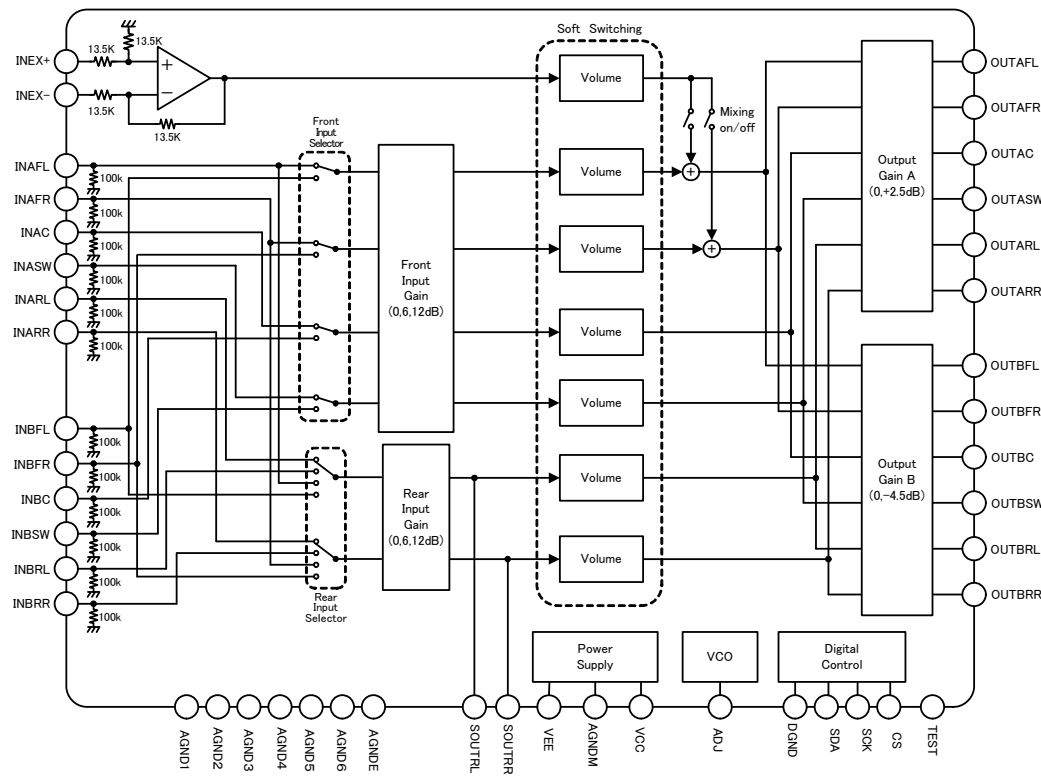 Soft Switching
13.5K
13.5K
INEX+
INEX-
13.5K
13.5K
+
−
Volume
Mixing
on/off
Front
Input
Selector
INAFL
100k
INAFR
100k
INAC
100k
INASW
100k
INARL
100k
INARR
100k
INBFL
100k
INBFR
100k
INBC
100k
INBSW
100k
INBRL
100k
INBRR
100k
Front
Input
Gain
(0,6,12dB)
Rear
Input
Gain
(0,6,12dB)
Rear
Input
Selector
Volume
Volume
Volume
Volume
Volume
Volume
+
+
Output
Gain A
(0,+2.5dB)
Output
Gain B
(0,−4.5dB)
OUTAFL
OUTAFR
OUTAC
OUTASW
OUTARL
OUTARR
OUTBFL
OUTBFR
OUTBC
OUTBSW
OUTBRL
OUTBRR
Power
Supply
VCO
Digital
Control
AGND1
AGND2
AGND3
AGND4
AGND5
AGND6
AGNDE
SOUTRL
SOUTRR
VEE
AGNDM
VCC
ADJ
DGND
SDA
SCK
CS
TEST